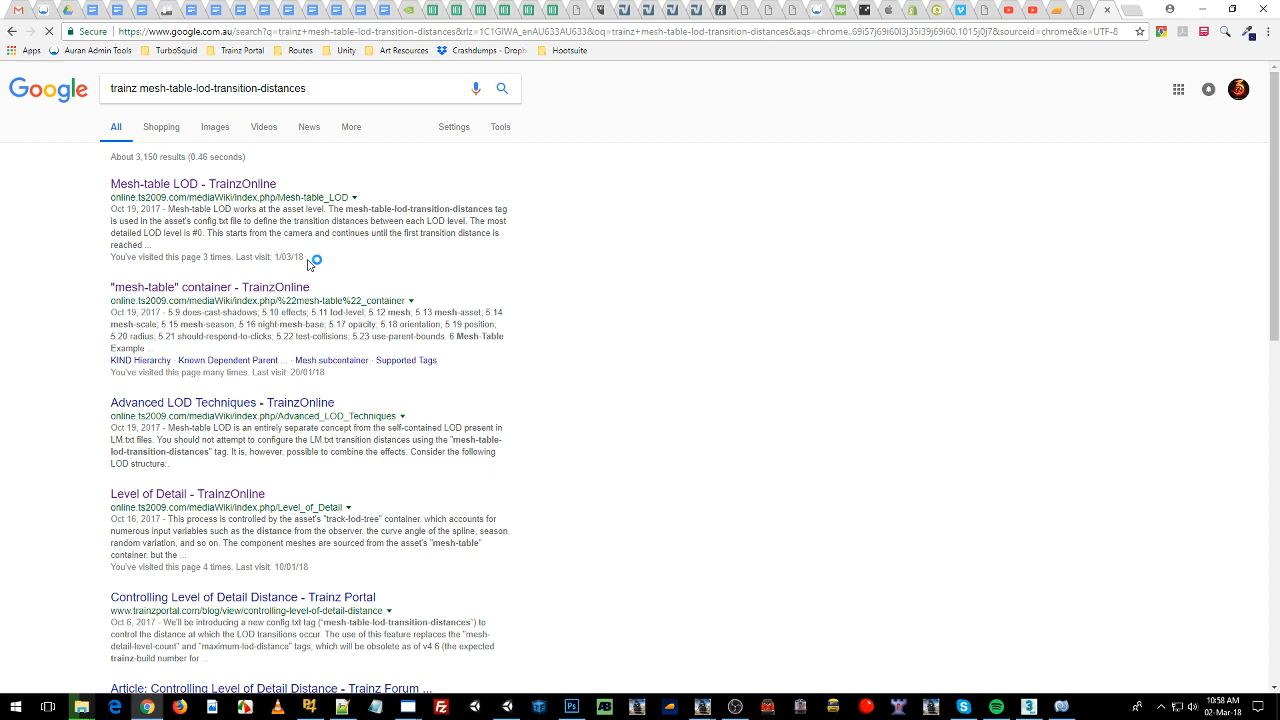 Secure
https://www.google.com.au/search?q=trainz+mesh-table-lod-transition-distances
Apps
Auran Admin Tools
TurboSquid
Trainz Portal
Routes
Unity
Art Resources
Crashdumps - Dropb
Hootsuite
Google
trainz mesh-table-lod-transition-distances
All Shopping Images Videos News More Settings Tools
About 3,150 results (0.46 seconds)
Mesh-table LOD - TrainzOnline
online.ts2009.com/mediaWiki/index.php/Mesh-table_LOD
Oct 19, 2017 - Mesh-table LOD works at the asset level. The mesh-table-lod-transition-distances tag
is used in the asset's config.txt file to define the transition distances between each LOD level. The most
detailed LOD level is #0. This starts from the camera and continues until the first transition distance is
reached ...
You've visited this page 3 times. Last visit: 1/03/18
"mesh-table" container - TrainzOnline
online.ts2009.com/mediaWiki/index.php/%22mesh-table%22_container
Oct 19, 2017 - 5.9 does-cast-shadows; 5.10 effects; 5.11 lod-level; 5.12 mesh; 5.13 mesh-asset; 5.14
mesh-scale; 5.15 mesh-season; 5.16 night-mesh-base; 5.17 opacity; 5.18 orientation; 5.19 position;
5.20 radius; 5.21 should-respond-to-clicks; 5.22 test-collisions; 5.23 use-parent-bounds. 6 Mesh-Table
Example ...
KIND Hierarchy · Known Dependent Parent ... · Mesh subcontainer · Supported Tags
You've visited this page many times. Last visit: 20/01/18
Advanced LOD Techniques - TrainzOnline
online.ts2009.com/mediaWiki/index.php/Advanced_LOD_Techniques
Oct 19, 2017 - Mesh-table LOD is an entirely separate concept from the self-contained LOD present in
LM.txt files. You should not attempt to configure the LM.txt transition distances using the "mesh-table-
lod-transition-distances" tag. It is, however, possible to combine the effects. Consider the following
LOD structure:.
Level of Detail - TrainzOnline
online.ts2009.com/mediaWiki/index.php/Level_of_Detail
Oct 16, 2017 - This process is controlled by the asset's "track-lod-tree" container, which accounts for
numerous input variables such as the distance from the observer, the curve angle of the spline, season,
random variation, and so on. The component meshes are sourced from the asset's "mesh-table"
container, but the ...
You've visited this page 4 times. Last visit: 10/01/18
Controlling Level of Detail Distance - Trainz Portal
www.trainzportal.com/blog/view/controlling-level-of-detail-distance
Oct 6, 2017 - We'll be introducing a new config.txt tag ("mesh-table-lod-transition-distances") to
control the distance at which the LOD transitions occur. The use of this feature replaces the "mesh-
detail-level-count" and "maximum-lod-distance" tags, which will be obsolete as of v4.6 (the expected
trainz-build number for ...
Article: Controlling Level of Detail Distance - Trainz Forum ...
10:58 AM
02-Mar-18